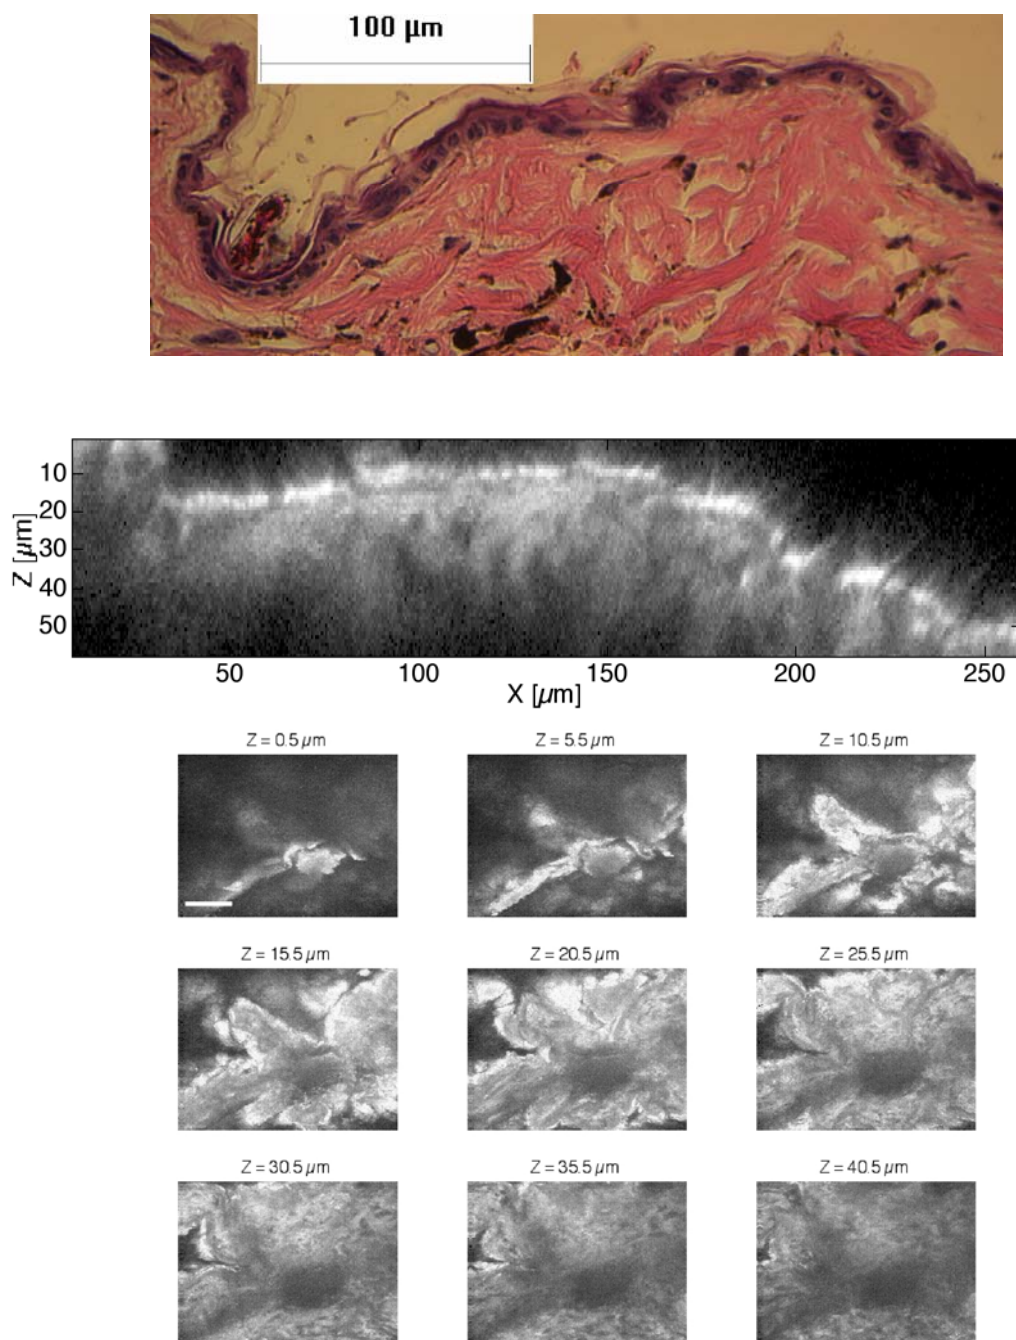 100 µm
10
20
30
40
50
Z [µm]
50 100 150 200 250
X [µm]
Z = 0.5 µm Z = 5.5 µm Z = 10.5 µm
Z = 15.5 µm Z = 20.5 µm Z = 25.5 µm
Z = 30.5 µm Z = 35.5 µm Z = 40.5 µm